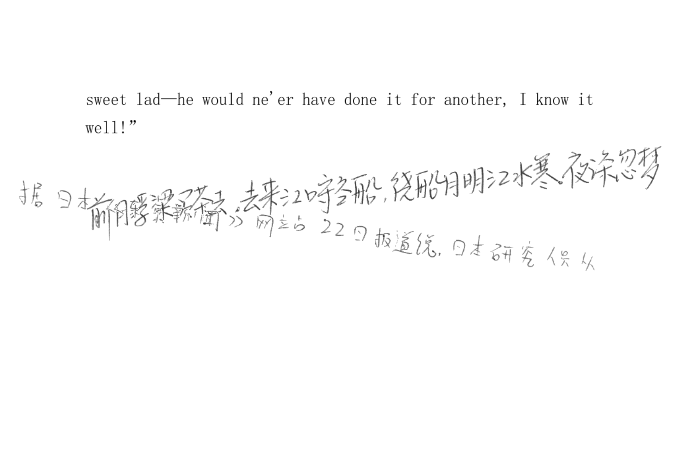 sweet lad—he would ne'er have done it for another, I know it
well!”
前月浮梁买茶去,去来江口守空船,绕船月明江水寒.夜深忽梦
据日本 》网站22日报道说,日本研究人员从